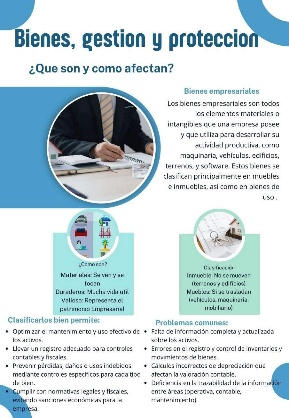 Bienes, gestion y proteccion
¿Que son y como afectan?
Bienes empresariales
Los bienes empresariales son todos
los elementos materiales o
intangibles que una empresa posee
y que utiliza para desarrollar su
actividad productiva, como
maquinaria, vehículos, edificios,
terrenos, y software. Estos bienes se
clasifican principalmente en muebles
e inmuebles, así como en bienes de
uso .
¿Como son?
Materiales: Se ven y se
tocan
Duraderos: Mucha vida util
Valioso: Representa el
patrimonio Empresarial
Clasificación
Inmueble: No se mueven
(terrenos y edificios)
Muebles: Si se trasladan
(vehículos, maquinaria,
mobiliario)
Clasificarlos bien permite:
Optimizar el mantenimiento y uso efectivo de
los activos.
Llevar un registro adecuado para controles
contables y fiscales.
Prevenir pérdidas, daños o usos indebidos
mediante controles específicos para cada tipo
de bien.
Cumplir con normativas legales y fiscales,
evitando sanciones económicas para la
empresa.
Problemas comunes:
Falta de información completa y actualizada
sobre los activos.
Errores en el registro y control de inventarios y
movimientos de bienes.
Cálculos incorrectos de depreciación que
afectan la valoración contable.
Deficiencia en la trazabilidad de la información
entre áreas (operativa, contable,
mantenimiento)